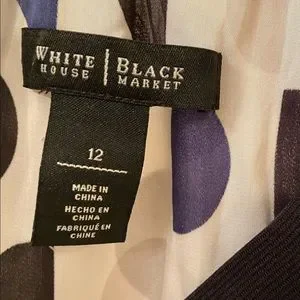 WHITE HOUSE | BLACK MARKET
12
MADE IN
CHINA
HECHO EN
CHINA
FABRIQUÉ EN
CHINE